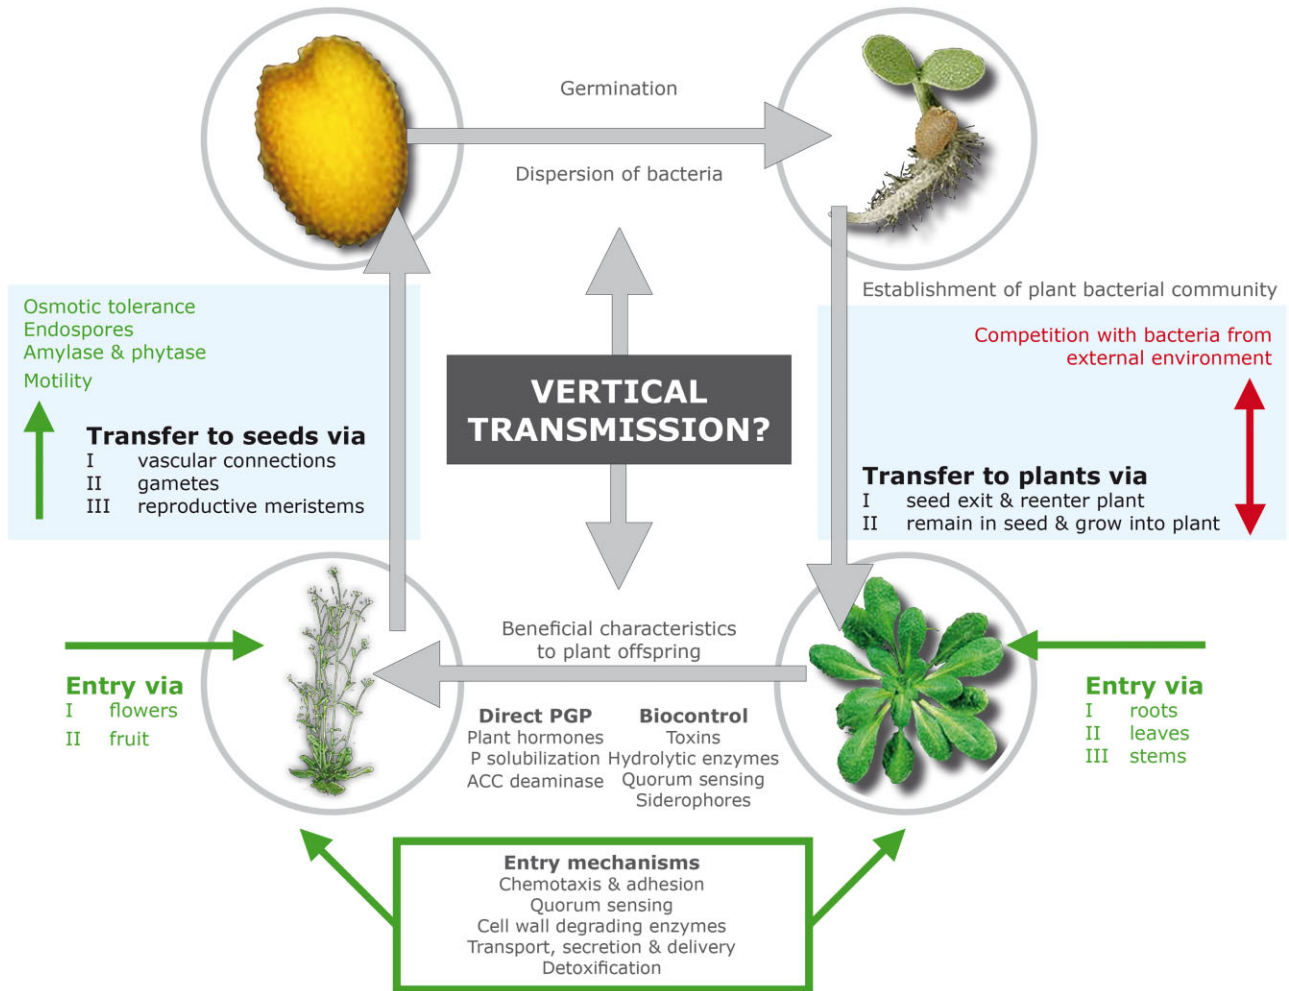 Germination
Dispersion of bacteria
Osmotic tolerance
Endospores
Amylase & phytase
Motility
Transfer to seeds via
I vascular connections
II gametes
III reproductive meristems
VERTICAL
TRANSMISSION?
Establishment of plant bacterial community
Competition with bacteria from
external environment
Transfer to plants via
I seed exit & reenter plant
II remain in seed & grow into plant
Entry via
I flowers
II fruit
Beneficial characteristics
to plant offspring
Direct PGP
Plant hormones
P solubilization
ACC deaminase
Biocontrol
Toxins
Hydrolytic enzymes
Quorum sensing
Siderophores
Entry via
I roots
II leaves
III stems
Entry mechanisms
Chemotaxis & adhesion
Quorum sensing
Cell wall degrading enzymes
Transport, secretion & delivery
Detoxification